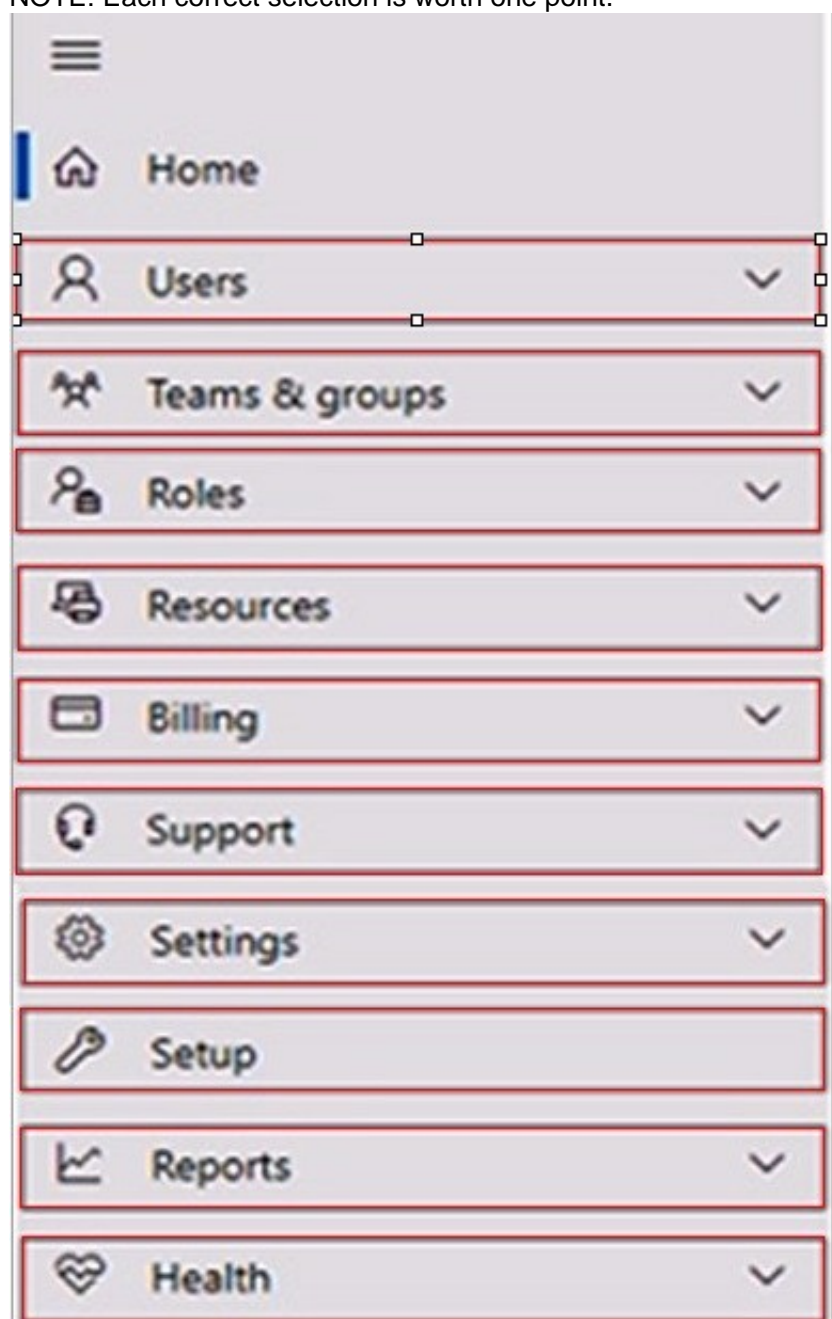 NOTE: Each correct selection is worth one point.
Home
Users
Teams & groups
Roles
Resources
Billing
Support
Settings
Setup
Reports
Health